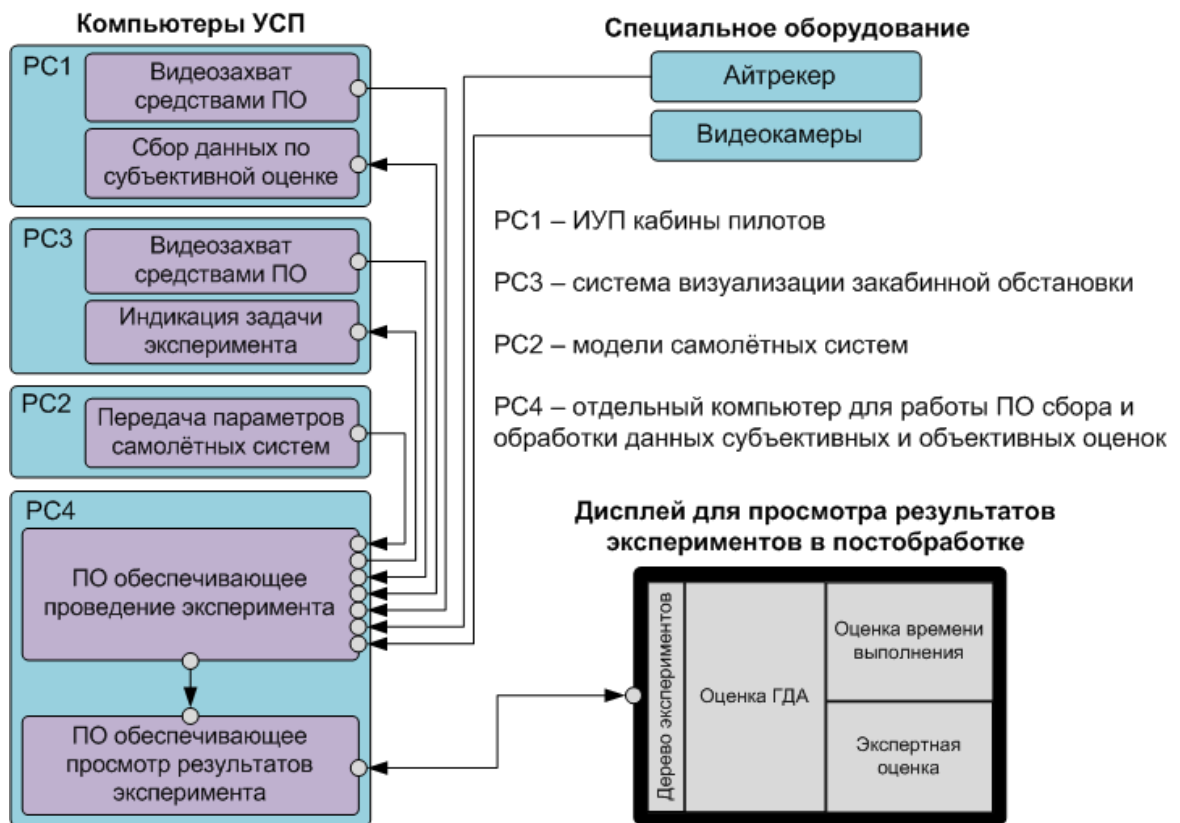 Компьютеры УСП
PC1
Видеозахват
средствами ПО
Сбор данных по
субъективной оценке
PC3
Видеозахват
средствами ПО
Индикация задачи
эксперимента
PC2
Передача параметров
самолётных систем
PC4
ПО обеспечивающее
проведение эксперимента
ПО обеспечивающее
просмотр результатов
эксперимента
Специальное оборудование
Айтрекер
Видеокамеры
PC1 – ИУП кабины пилотов
PC3 – система визуализации закабинной обстановки
PC2 – модели самолётных систем
PC4 – отдельный компьютер для работы ПО сбора и
обработки данных субъективных и объективных оценок
Дисплей для просмотра результатов
экспериментов в постобработке
Дерево экспериментов
Оценка ГДА
Оценка времени
выполнения
Экспертная
оценка